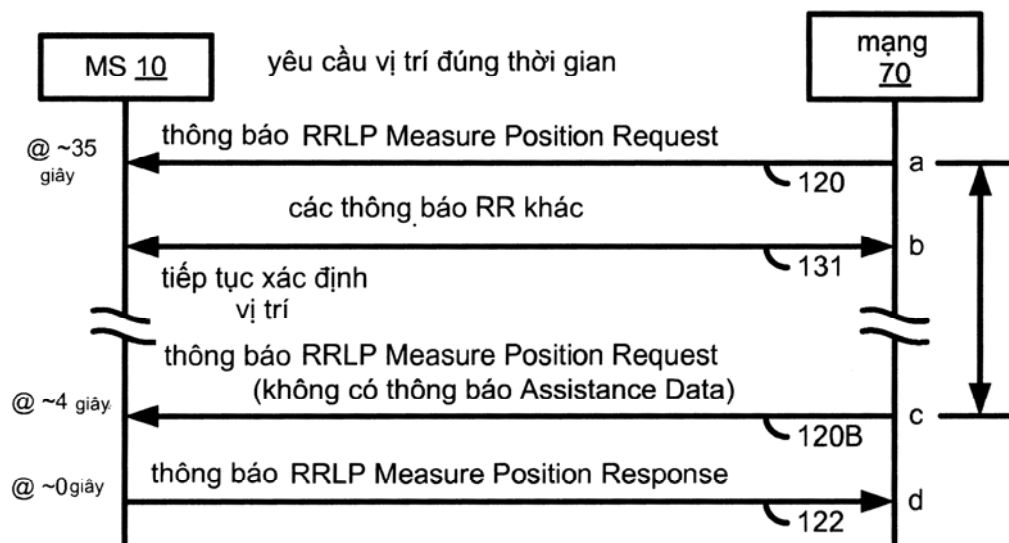 MS 10
yêu cầu vị trí đúng thời gian
mạng
70
@ ~35
giây
thông báo RRLP Measure Position Request
a
120
các thông báo RR khác
b
131
tiếp tục xác định
vị trí
thông báo RRLP Measure Position Request
(không có thông báo Assistance Data)
@ ~4 giây
c
120B
@ ~0 giây
thông báo RRLP Measure Position Response
d
122